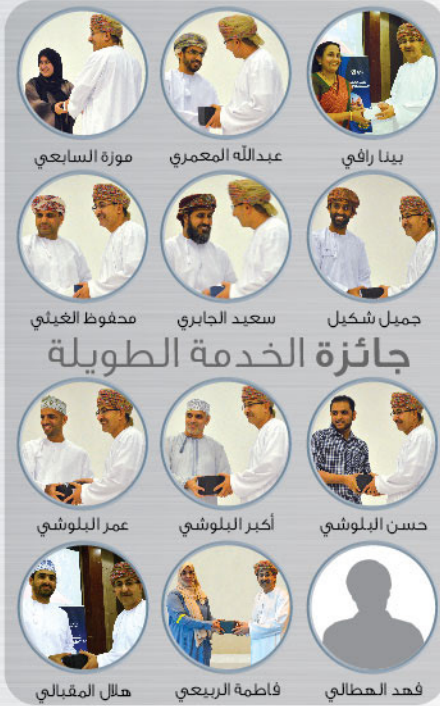 بينا رافي
عبدالله المعمري
موزة السابعي
جميل شكيل
سعيد الجابري
محفوظ الغيثي
جائزة الخدمة الطويلة
حسن البلوشي
أكبر البلوشي
عمر البلوشي
فهد الهطالي
فاطمة الربيعي
هلال المقبالي